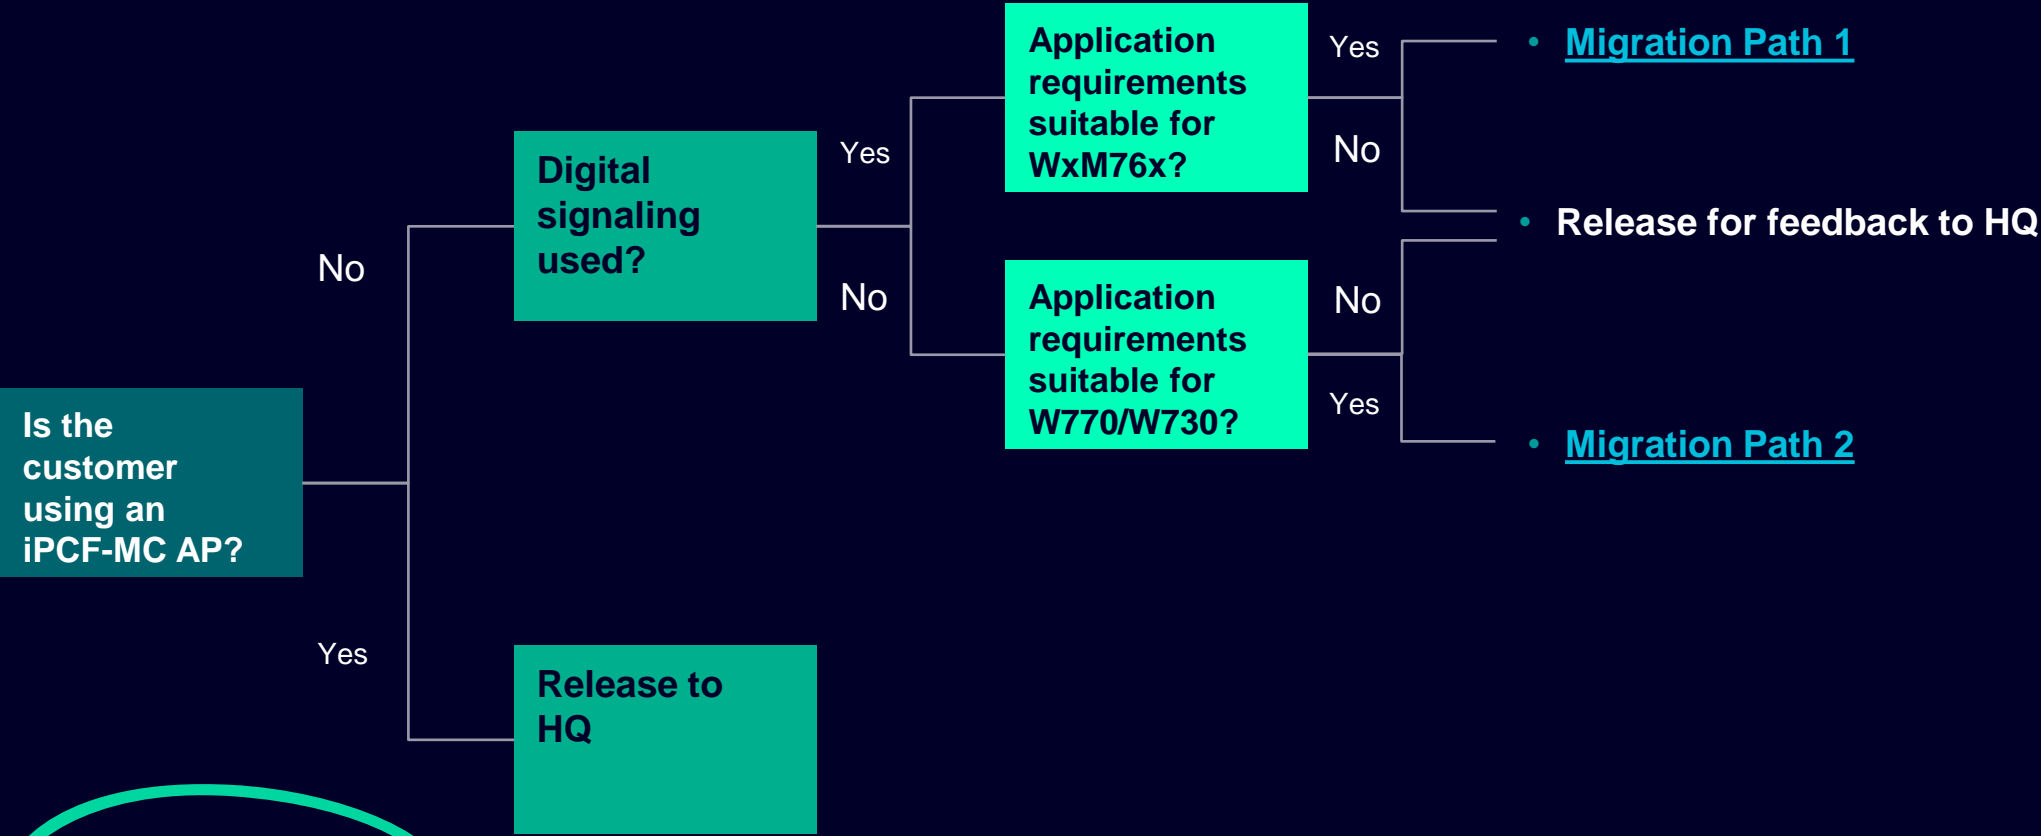 Is the
customer
using an
iPCF-MC AP?
No
Yes
Digital
signaling
used?
Release to
HQ
Yes
No
Application
requirements
suitable for
WxM76x?
Application
requirements
suitable for
W770/W730?
Yes
No
No
Yes
• Migration Path 1
• Release for feedback to HQ
• Migration Path 2